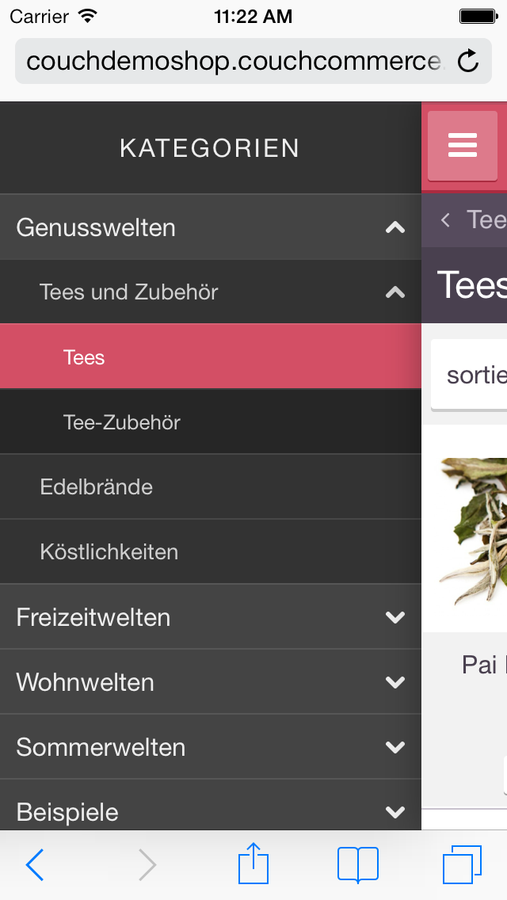 Carrier 11:22 AM
couchdemoshop.couchcommerce.
KATEGORIEN
Genusswelten
Tees und Zubehör
Tees
Tee-Zubehör
Edelbrände
Köstlichkeiten
Freizeitwelten
Wohnwelten
Sommerwelten
Beispiele
Tee
Tees
sortie
Pai